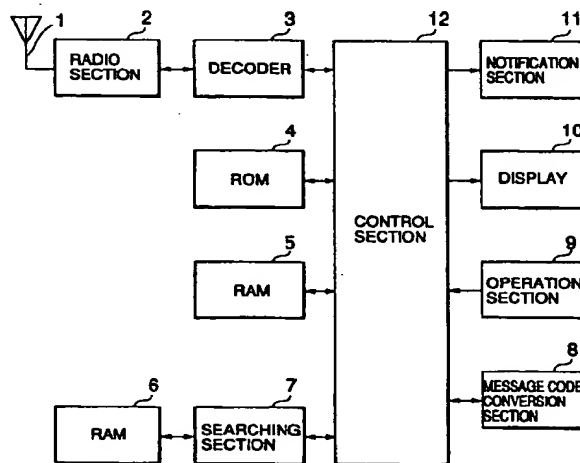 1
2
3
12
11
RADIO
SECTION
DECODER
NOTIFICATION
SECTION
4
10
ROM
DISPLAY
CONTROL
SECTION
5
9
RAM
OPERATION
SECTION
6
7
8
RAM
SEARCHING
SECTION
MESSAGE CODE
CONVERSION
SECTION